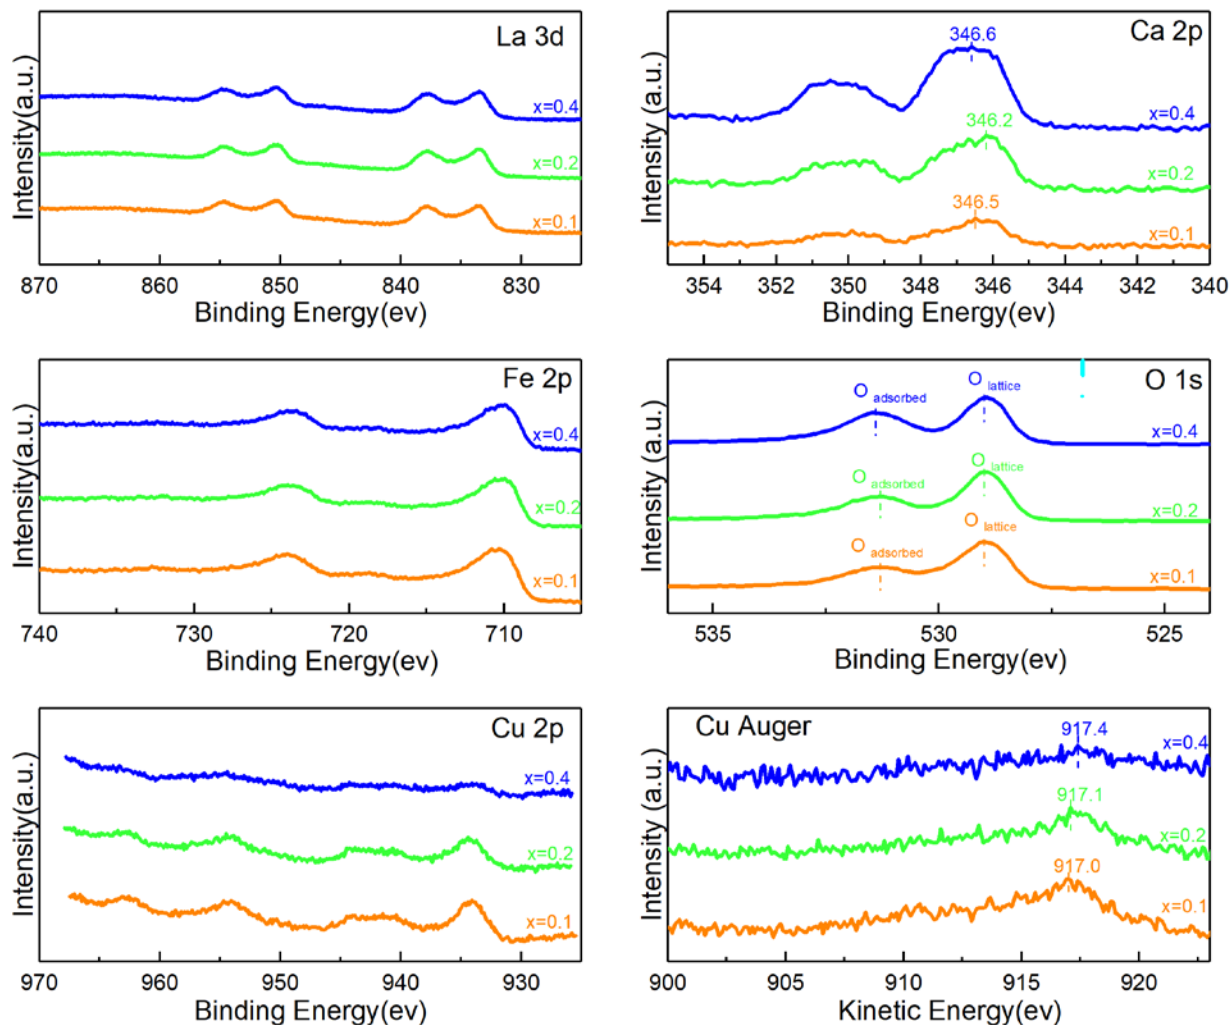 La 3d
Intensity(a.u.)
x=0.4
x=0.2
x=0.1
870 860 850 840 830
Binding Energy(ev)
Ca 2p
Intensity (a.u.)
346.6
x=0.4
346.2
x=0.2
346.5
x=0.1
354 352 350 348 346 344 342 340
Binding Energy(ev)
Fe 2p
Intensity(a.u.)
x=0.4
x=0.2
x=0.1
740 730 720 710
Binding Energy(ev)
O 1s
Intensity (a.u.)
O adsorbed O lattice
x=0.4
O adsorbed O lattice
x=0.2
O adsorbed O lattice
x=0.1
535 530 525
Binding Energy(ev)
Cu 2p
Intensity(a.u.)
x=0.4
x=0.2
x=0.1
970 960 950 940 930
Binding Energy(ev)
Cu Auger
Intensity (a.u.)
917.4
x=0.4
917.1
x=0.2
917.0
x=0.1
900 905 910 915 920
Kinetic Energy(ev)